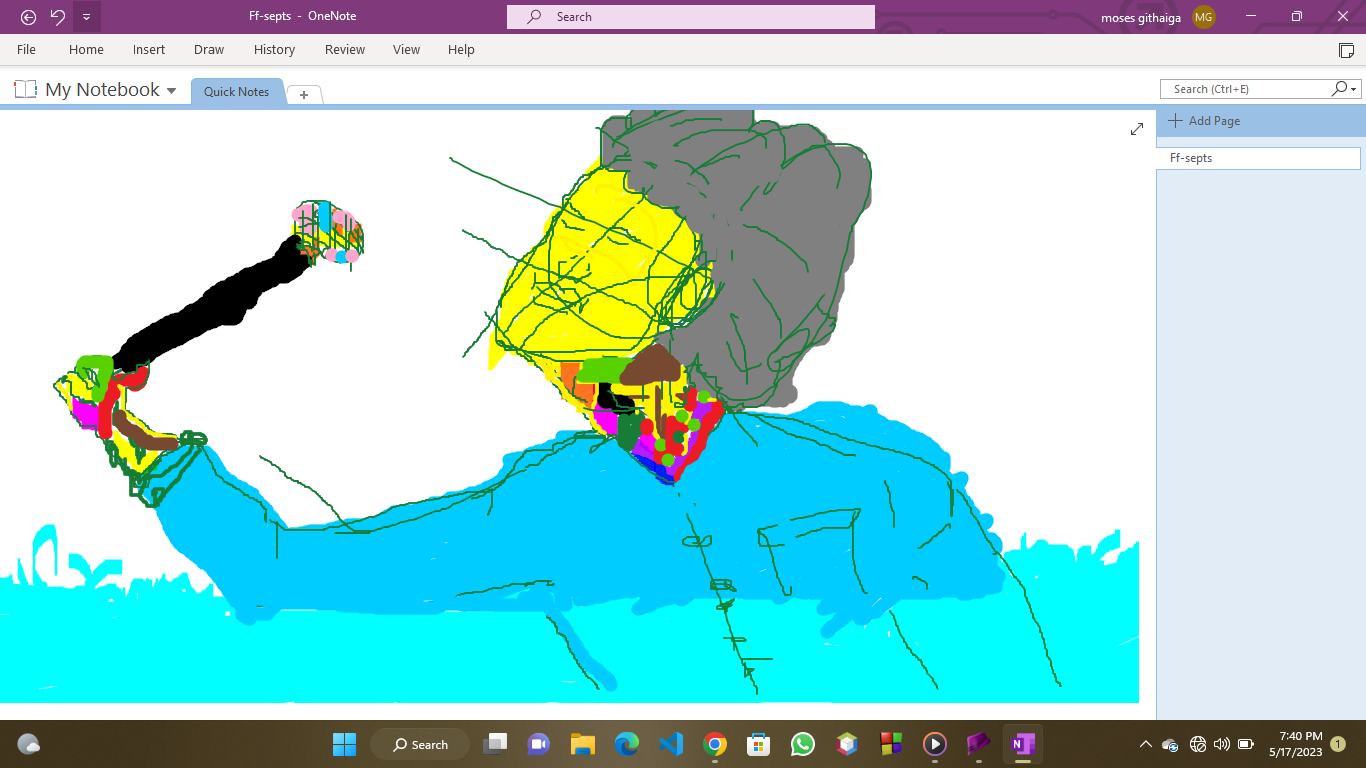 Ff-septs - OneNote
Search
moses githaiga
MG
File Home Insert Draw History Review View Help
My Notebook
Quick Notes
Search (Ctrl+E)
Add Page
Ff-septs
Search
7:40 PM
5/17/2023
1